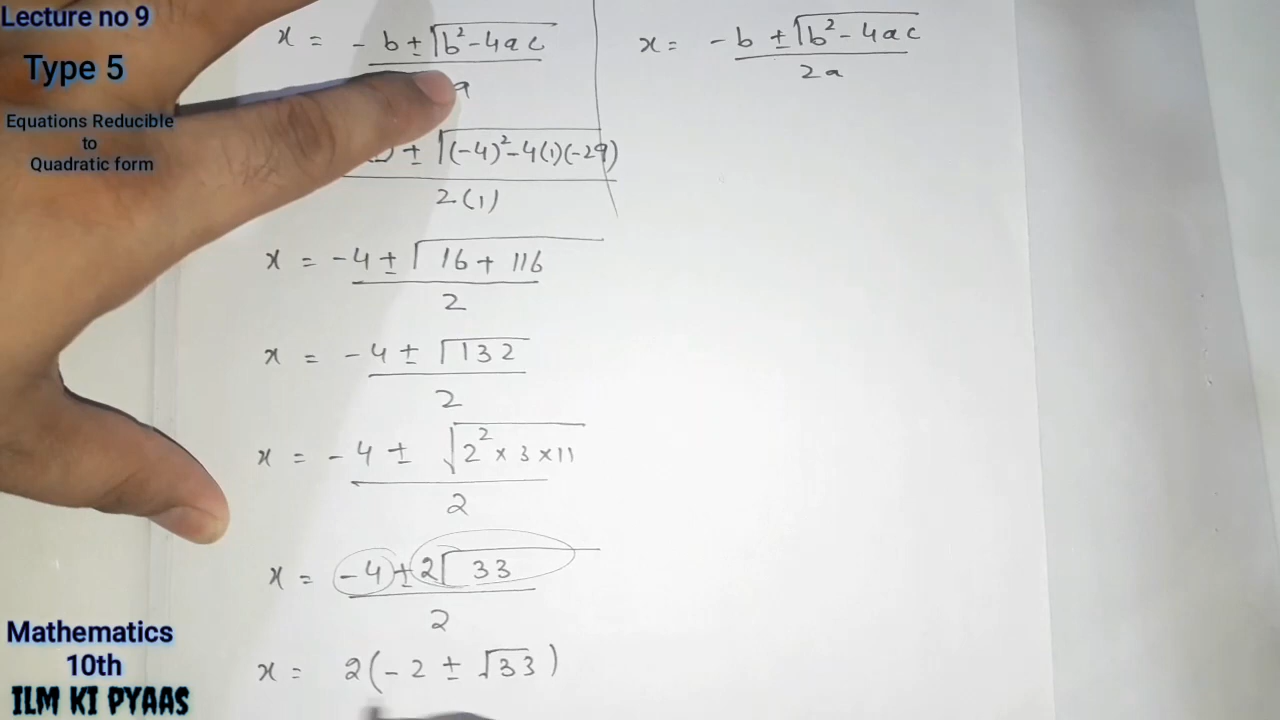 Lecture no 9
Type 5
Equations Reducible
to
Quadratic form
x = -b ± √b² - 4ac
a
± √(-4)² - 4(1)(-29)
2(1)
x = -4 ± √16 + 116
2
x = -4 ± √132
2
x = -4 ± √2² × 3 × 11
2
x = -4 ± 2√33
2
x = 2(-2 ± √33)
x = -b ± √b² - 4ac
2a
Mathematics
10th
ILM KI PYAAS